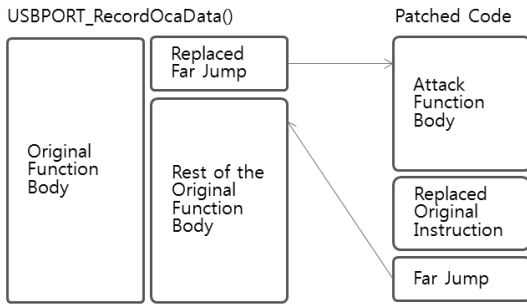 USBPORT_RecordOcaData()
Patched Code
Original
Function
Body
Replaced
Far Jump
Rest of the
Original
Function
Body
Attack
Function
Body
Replaced
Original
Instruction
Far Jump